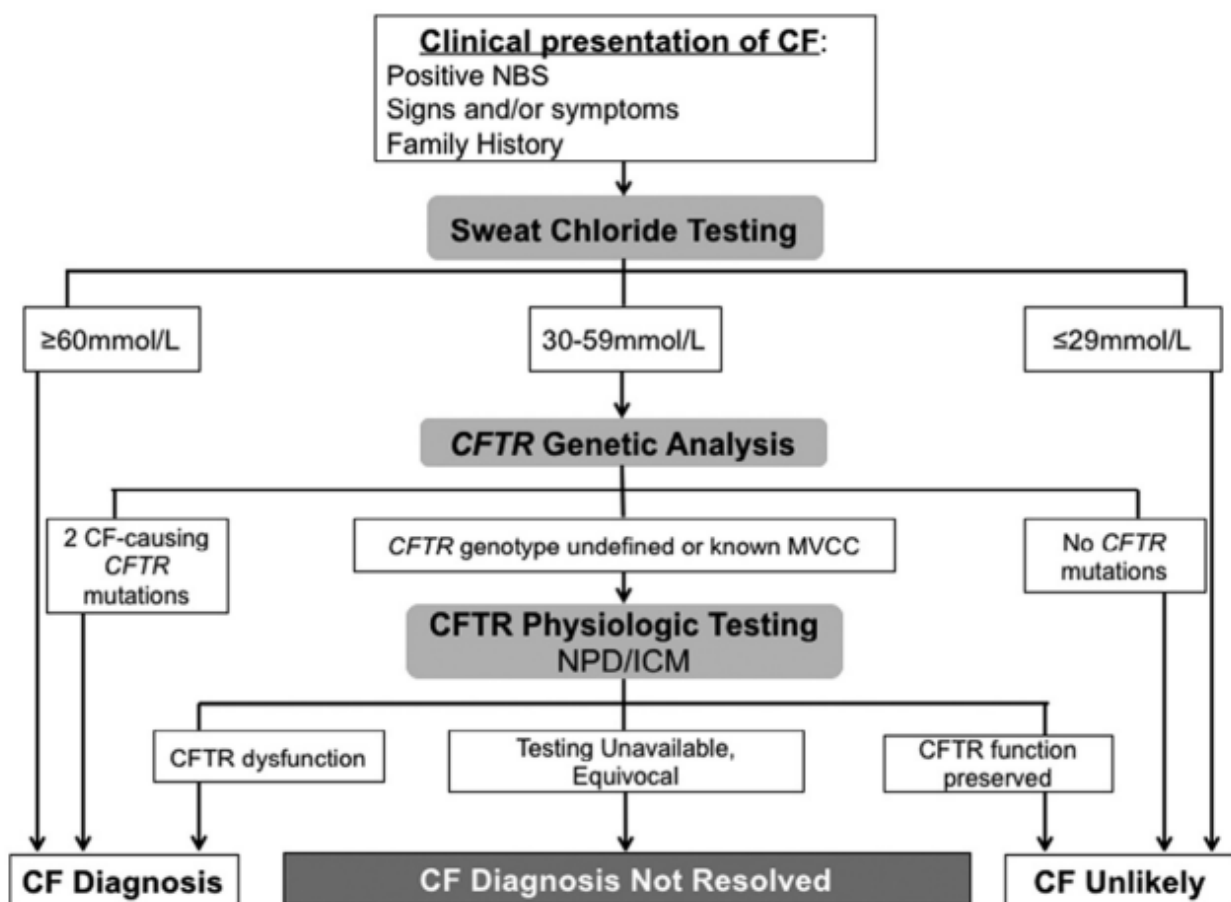 Clinical presentation of CF:
Positive NBS
Signs and/or symptoms
Family History
Sweat Chloride Testing
≥60mmol/L
30-59mmol/L
≤29mmol/L
CFTR Genetic Analysis
2 CF-causing
CFTR
mutations
CFTR genotype undefined or known MVCC
No CFTR
mutations
CFTR Physiologic Testing
NPD/ICM
CFTR dysfunction
Testing Unavailable,
Equivocal
CFTR function
preserved
CF Diagnosis
CF Diagnosis Not Resolved
CF Unlikely